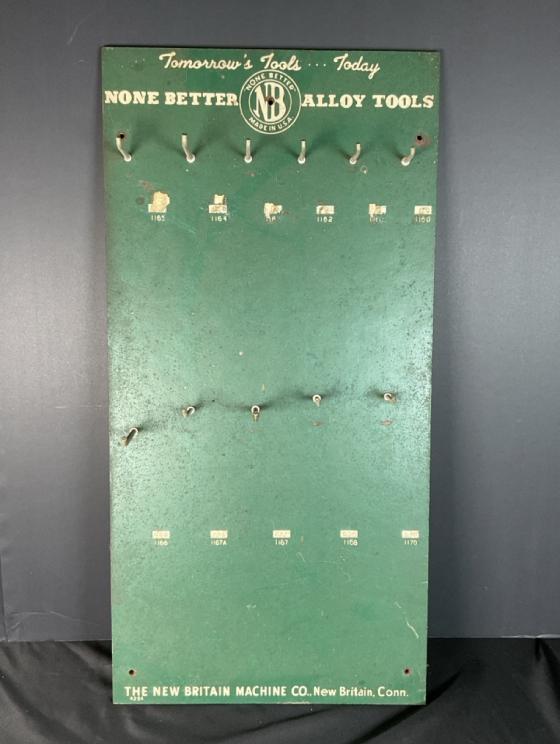 Tomorrow's Tools ... Today
NONE BETTER NB ALLOY TOOLS
NONE BETTER
MADE IN U.S.A.
1165 1164 1162 1160
1166 1167A 1167 1168 1170
THE NEW BRITAIN MACHINE CO., New Britain, Conn.